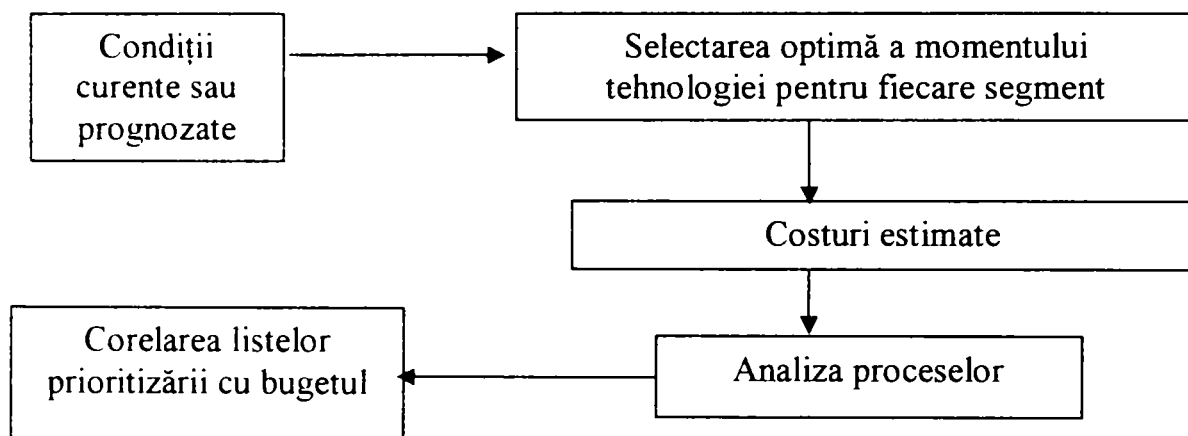 Condiții
curente sau
prognozate
Selectarea optimă a momentului
tehnologiei pentru fiecare segment
Costuri estimate
Analiza proceselor
Corelarea listelor
prioritizării cu bugetul